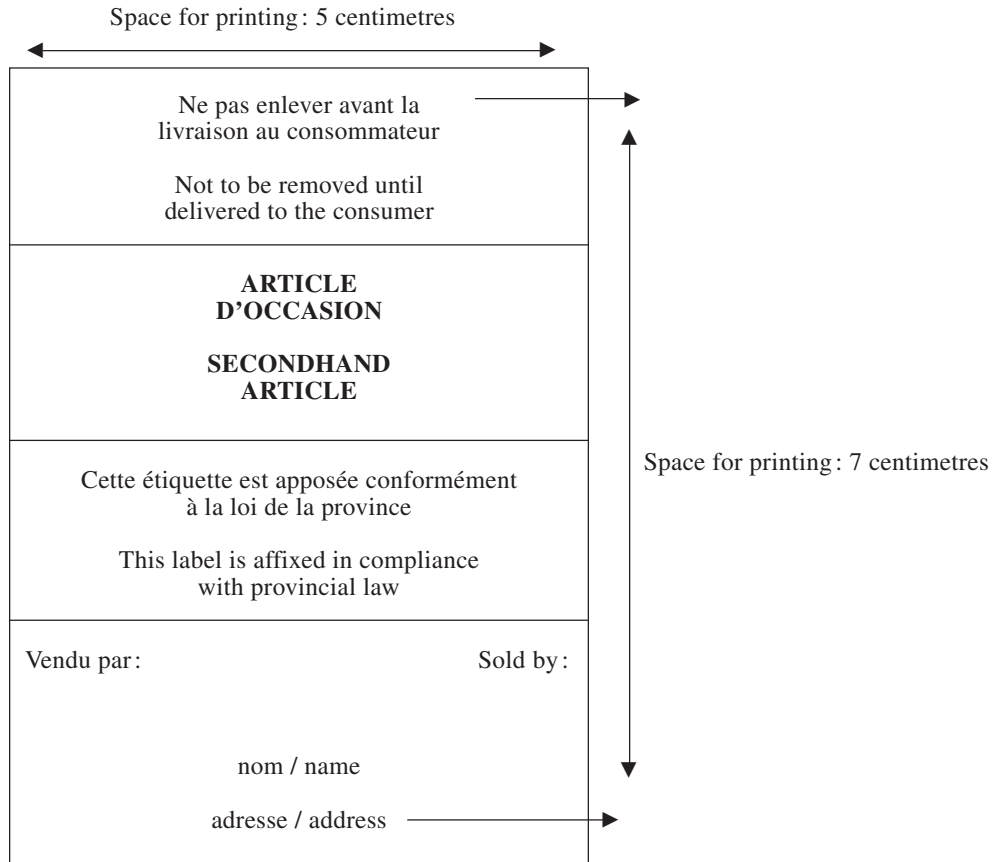 Space for printing: 5 centimetres
Ne pas enlever avant la
livraison au consommateur
Not to be removed until
delivered to the consumer
ARTICLE
D’OCCASION
SECONDHAND
ARTICLE
Space for printing: 7 centimetres
Cette étiquette est apposée conformément
à la loi de la province
This label is affixed in compliance
with provincial law
Vendu par: Sold by:
nom / name
adresse / address